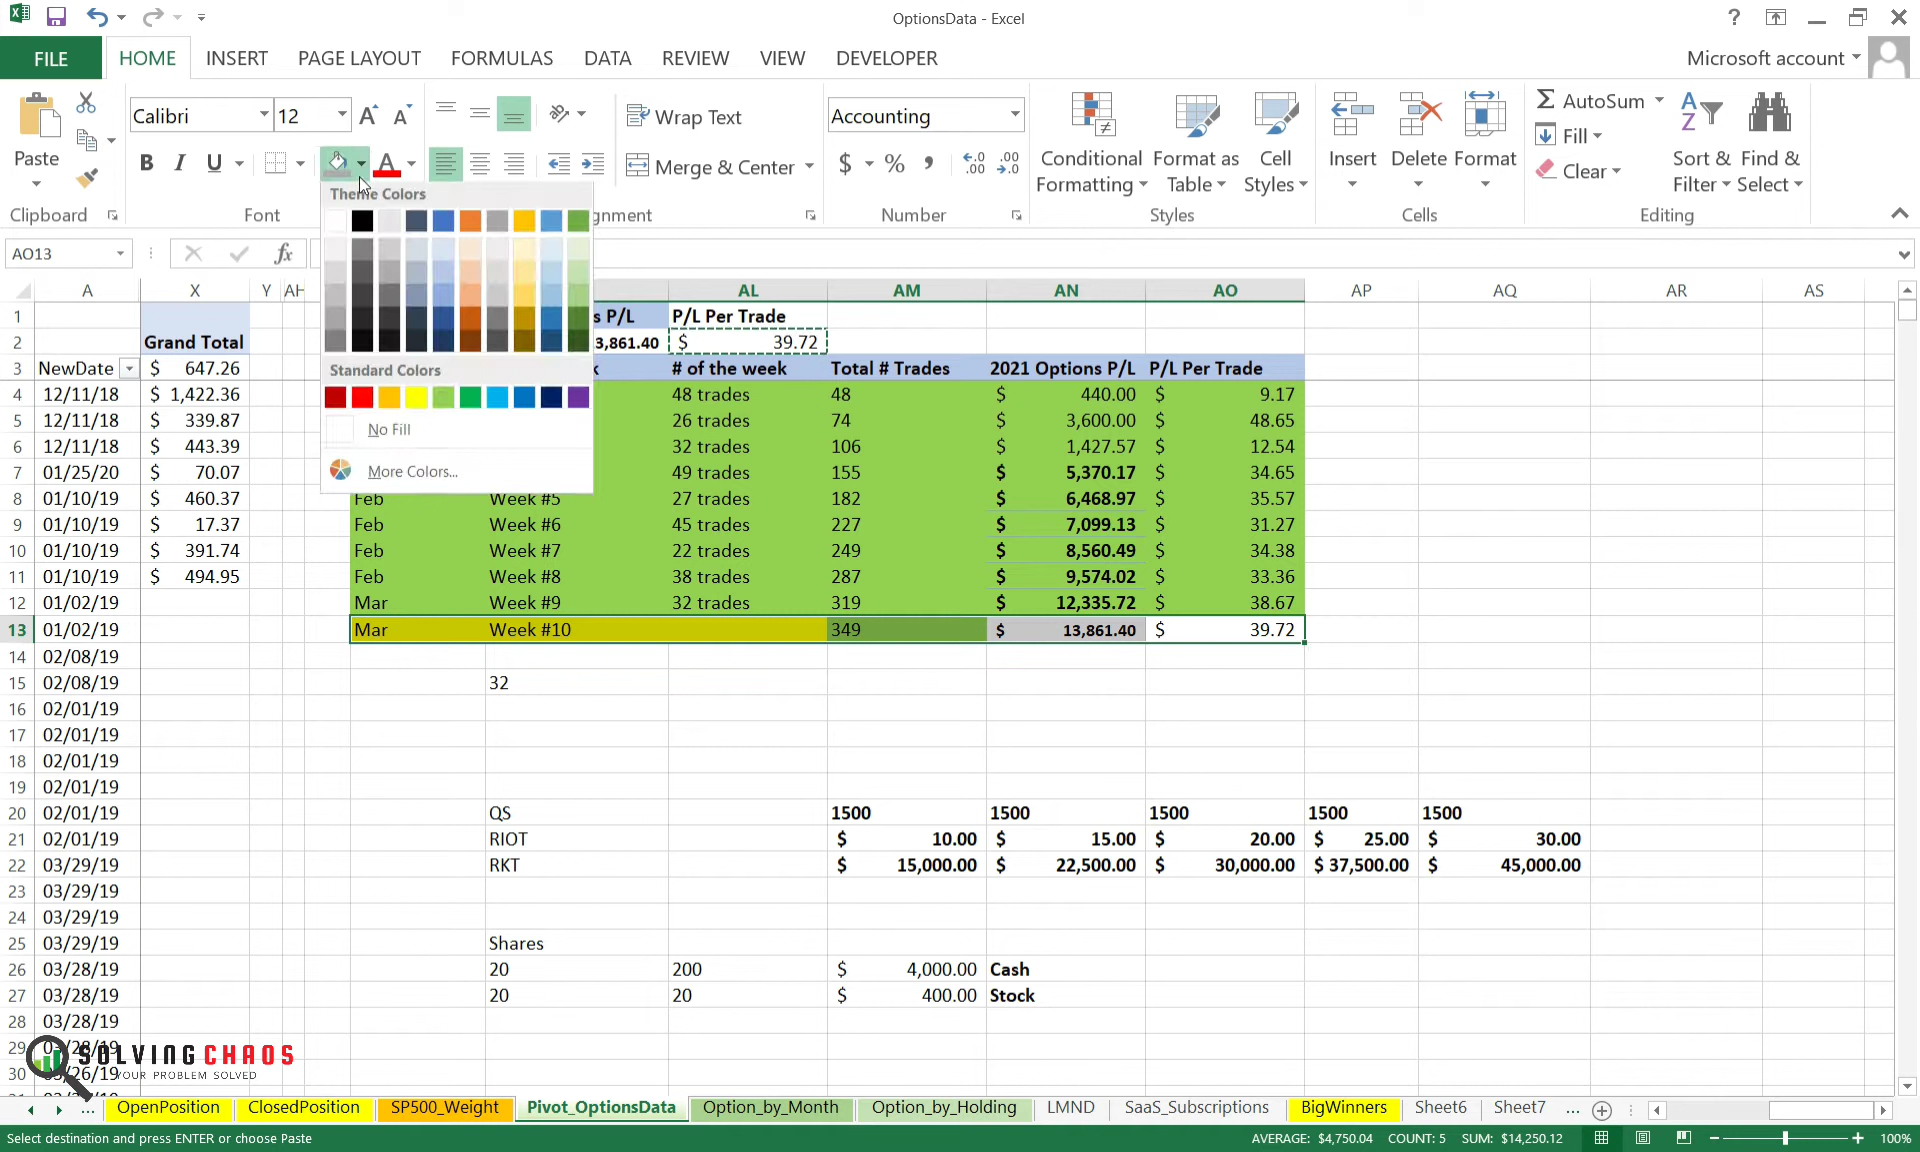 OptionsData - Excel
FILE HOME INSERT PAGE LAYOUT FORMULAS DATA REVIEW VIEW DEVELOPER Microsoft account
Calibri 12 Wrap Text Accounting AutoSum
Paste B I U A Merge & Center $ % Conditional Formatting Format as Table Cell Styles Insert Delete Format Fill Clear Sort & Filter Find & Select
Clipboard Font gnment Number Styles Cells Editing
Theme Colors
Standard Colors
No Fill
More Colors...
AO13 fx
A X Y AH AL AM AN AO AP AQ AR AS
1 s P/L P/L Per Trade
2 Grand Total 3,861.40 $ 39.72
3 NewDate $ 647.26 k # of the week Total # Trades 2021 Options P/L P/L Per Trade
4 12/11/18 $ 1,422.36 48 trades 48 $ 440.00 $ 9.17
5 12/11/18 $ 339.87 26 trades 74 $ 3,600.00 $ 48.65
6 12/11/18 $ 443.39 32 trades 106 $ 1,427.57 $ 12.54
7 01/25/20 $ 70.07 49 trades 155 $ 5,370.17 $ 34.65
8 01/10/19 $ 460.37 Feb Week #5 27 trades 182 $ 6,468.97 $ 35.57
9 01/10/19 $ 17.37 Feb Week #6 45 trades 227 $ 7,099.13 $ 31.27
10 01/10/19 $ 391.74 Feb Week #7 22 trades 249 $ 8,560.49 $ 34.38
11 01/10/19 $ 494.95 Feb Week #8 38 trades 287 $ 9,574.02 $ 33.36
12 01/02/19 Mar Week #9 32 trades 319 $ 12,335.72 $ 38.67
13 01/02/19 Mar Week #10 349 $ 13,861.40 $ 39.72
14 02/08/19
15 02/08/19 32
16 02/01/19
17 02/01/19
18 02/01/19
19 02/01/19
20 02/01/19 QS 1500 1500 1500 1500 1500
21 02/01/19 RIOT $ 10.00 $ 15.00 $ 20.00 $ 25.00 $ 30.00
22 03/29/19 RKT $ 15,000.00 $ 22,500.00 $ 30,000.00 $ 37,500.00 $ 45,000.00
23 03/29/19
24 03/29/19
25 03/29/19 Shares
26 03/28/19 20 200 $ 4,000.00 Cash
27 03/28/19 20 20 $ 400.00 Stock
28 03/28/19
29
SOLVINGCHAOS
30
YOUR PROBLEM SOLVED
... OpenPosition ClosedPosition SP500_Weight Pivot_OptionsData Option_by_Month Option_by_Holding LMND SaaS_Subscriptions BigWinners Sheet6 Sheet7 ...
Select destination and press ENTER or choose Paste AVERAGE: $4,750.04 COUNT: 5 SUM: $14,250.12 100%